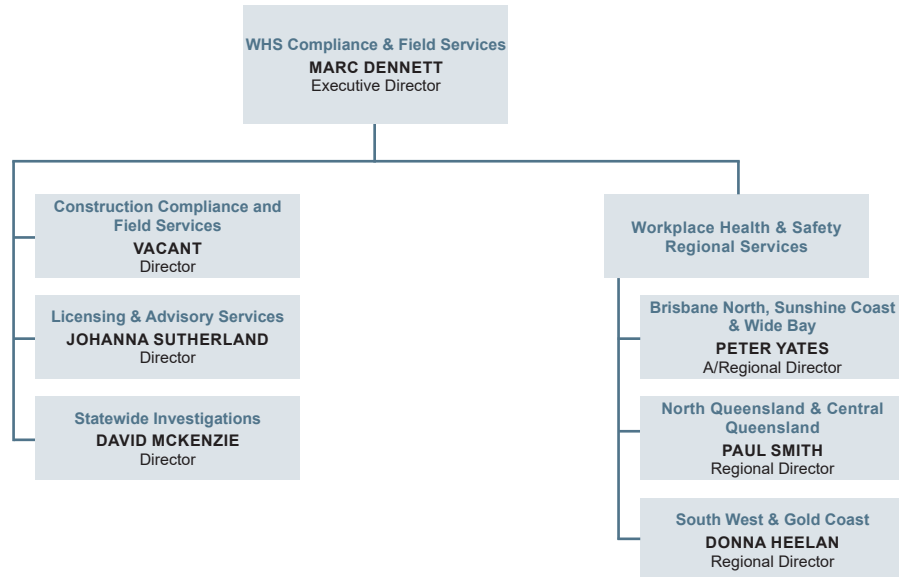 WHS Compliance & Field Services
MARC DENNETT
Executive Director
Construction Compliance and
Field Services
VACANT
Director
Licensing & Advisory Services
JOHANNA SUTHERLAND
Director
Statewide Investigations
DAVID MCKENZIE
Director
Workplace Health & Safety
Regional Services
Brisbane North, Sunshine Coast
& Wide Bay
PETER YATES
A/Regional Director
North Queensland & Central
Queensland
PAUL SMITH
Regional Director
South West & Gold Coast
DONNA HEELAN
Regional Director